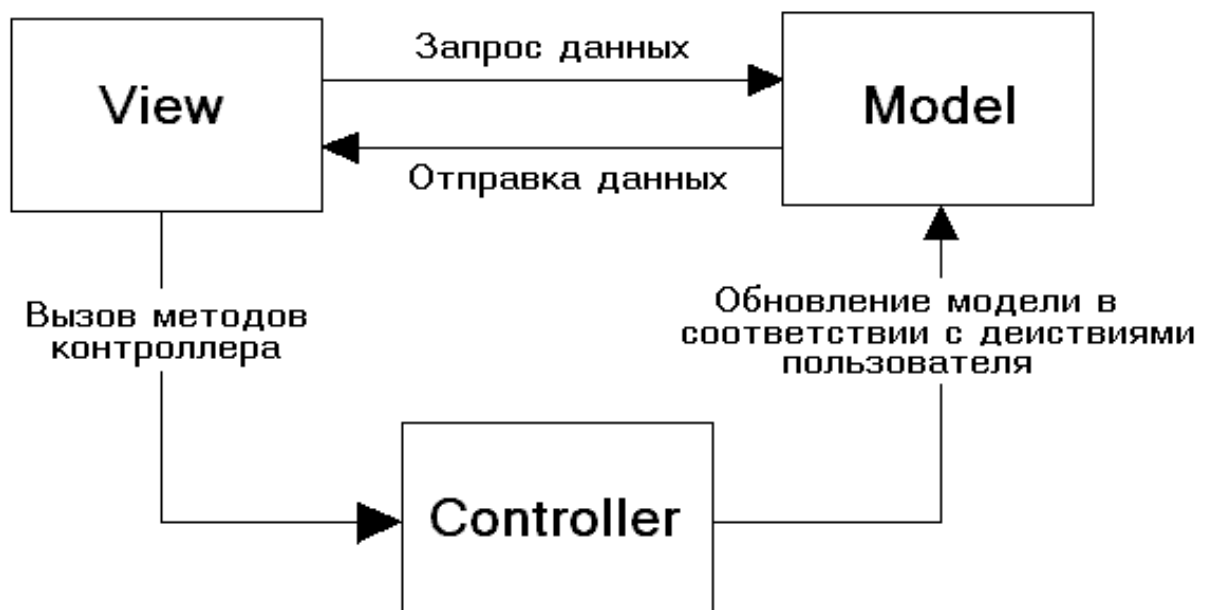 Запрос данных
View
Model
Отправка данных
Вызов методов
контроллера
Обновление модели в
соответствии с деиствиями
пользователя
Controller